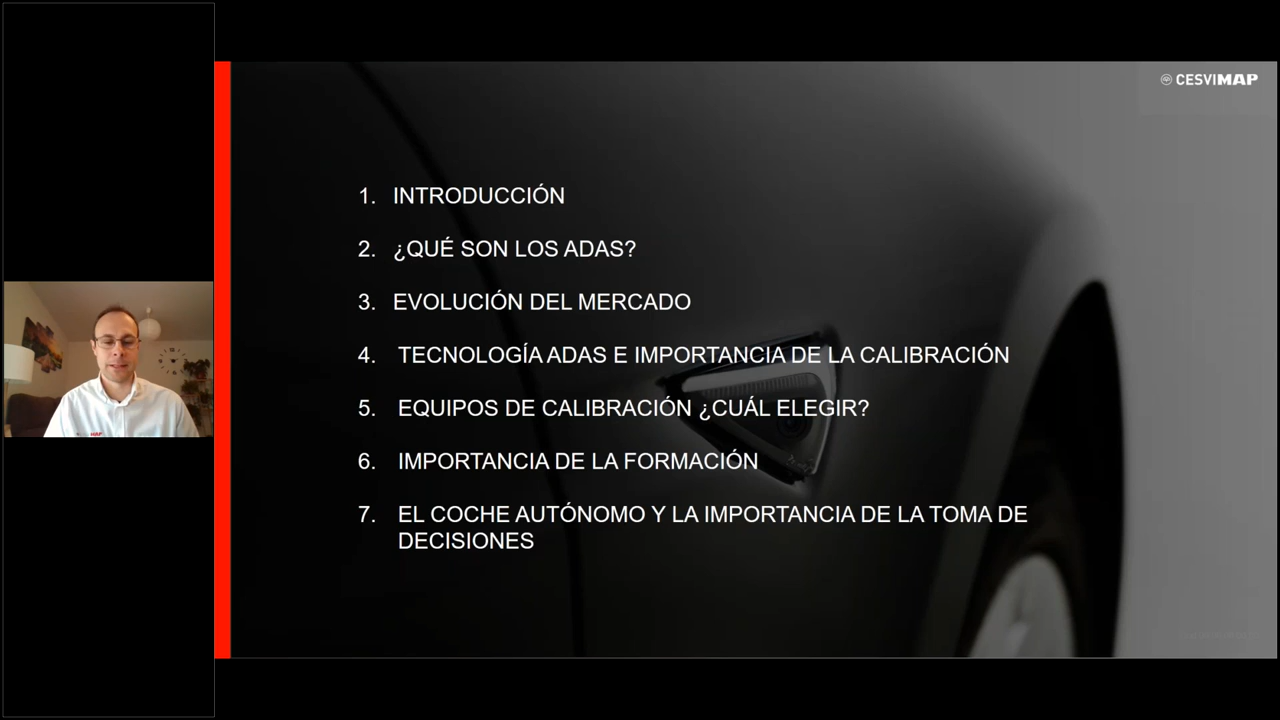 CESVIMAP
1. INTRODUCCIÓN
2. ¿QUÉ SON LOS ADAS?
3. EVOLUCIÓN DEL MERCADO
4. TECNOLOGÍA ADAS E IMPORTANCIA DE LA CALIBRACIÓN
5. EQUIPOS DE CALIBRACIÓN ¿CUÁL ELEGIR?
6. IMPORTANCIA DE LA FORMACIÓN
7. EL COCHE AUTÓNOMO Y LA IMPORTANCIA DE LA TOMA DE
DECISIONES